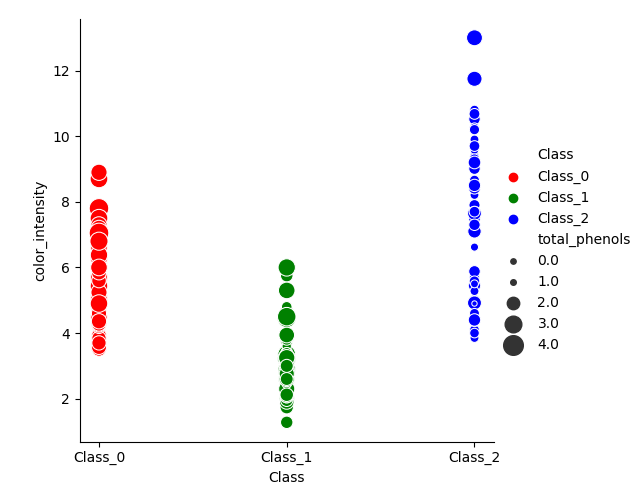 12
10
8
6
4
2
color_intensity
Class_0
Class_1
Class_2
Class
Class
Class_0
Class_1
Class_2
total_phenols
0.0
1.0
2.0
3.0
4.0